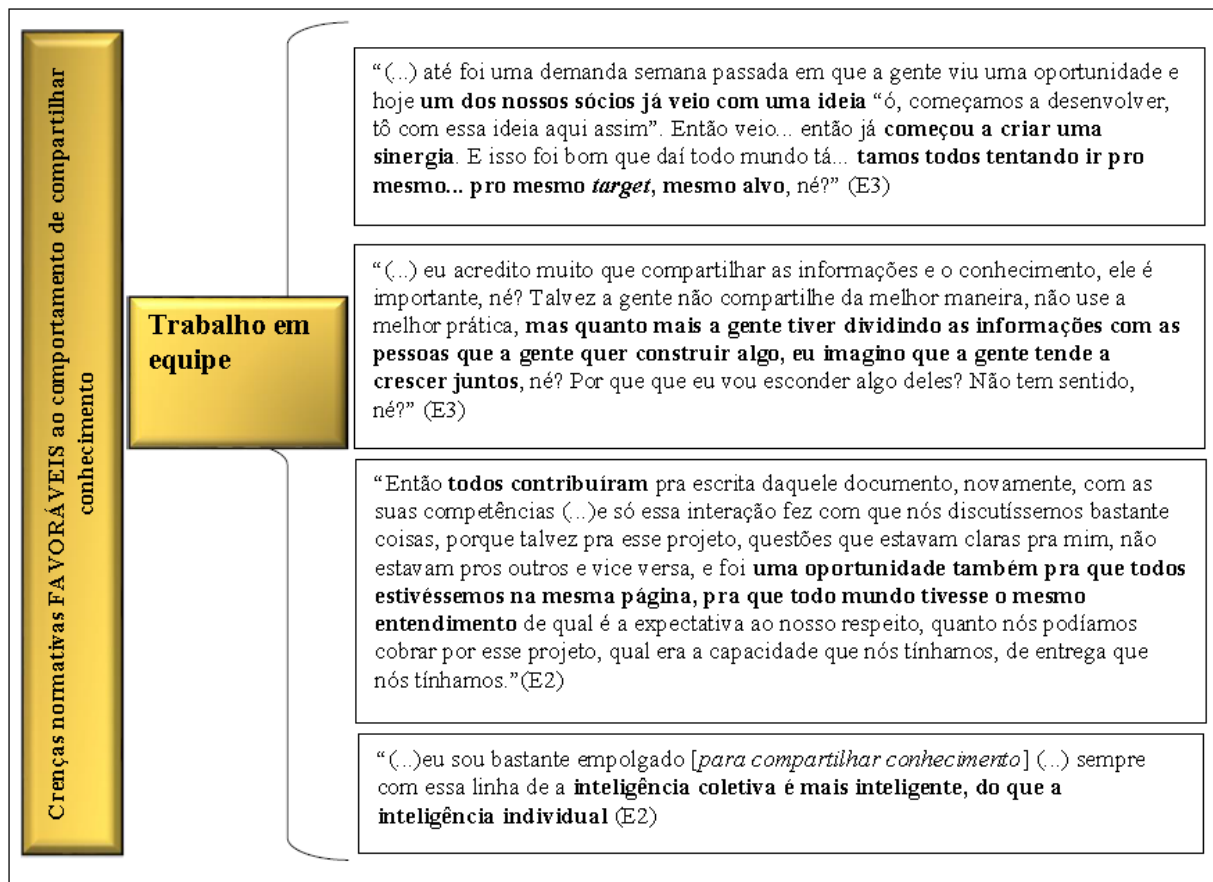 Crenças normativas FAVORÁVEIS ao comportamento de compartilhar
conhecimento
Trabalho em
equipe
“(...) até foi uma demanda semana passada em que a gente viu uma oportunidade e
hoje um dos nossos sócios já veio com uma ideia “ó, começamos a desenvolver,
tô com essa ideia aqui assim”. Então veio... então já começou a criar uma
sinergia. E isso foi bom que daí todo mundo tá... tamos todos tentando ir pro
mesmo... pro mesmo target, mesmo alvo, né?” (E3)
“(...) eu acredito muito que compartilhar as informações e o conhecimento, ele é
importante, né? Talvez a gente não compartilhe da melhor maneira, não use a
melhor prática, mas quanto mais a gente tiver dividindo as informações com as
pessoas que a gente quer construir algo, eu imagino que a gente tende a
crescer juntos, né? Por que que eu vou esconder algo deles? Não tem sentido,
né?” (E3)
“Então todos contribuíram pra escrita daquele documento, novamente, com as
suas competências (...)e só essa interação fez com que nós discutíssemos bastante
coisas, porque talvez pra esse projeto, questões que estavam claras pra mim, não
estavam pros outros e vice versa, e foi uma oportunidade também pra que todos
estivéssemos na mesma página, pra que todo mundo tivesse o mesmo
entendimento de qual é a expectativa ao nosso respeito, quanto nós podíamos
cobrar por esse projeto, qual era a capacidade que nós tínhamos, de entrega que
nós tínhamos.”(E2)
“(...)eu sou bastante empolgado [para compartilhar conhecimento] (...) sempre
com essa linha de a inteligência coletiva é mais inteligente, do que a
inteligência individual (E2)